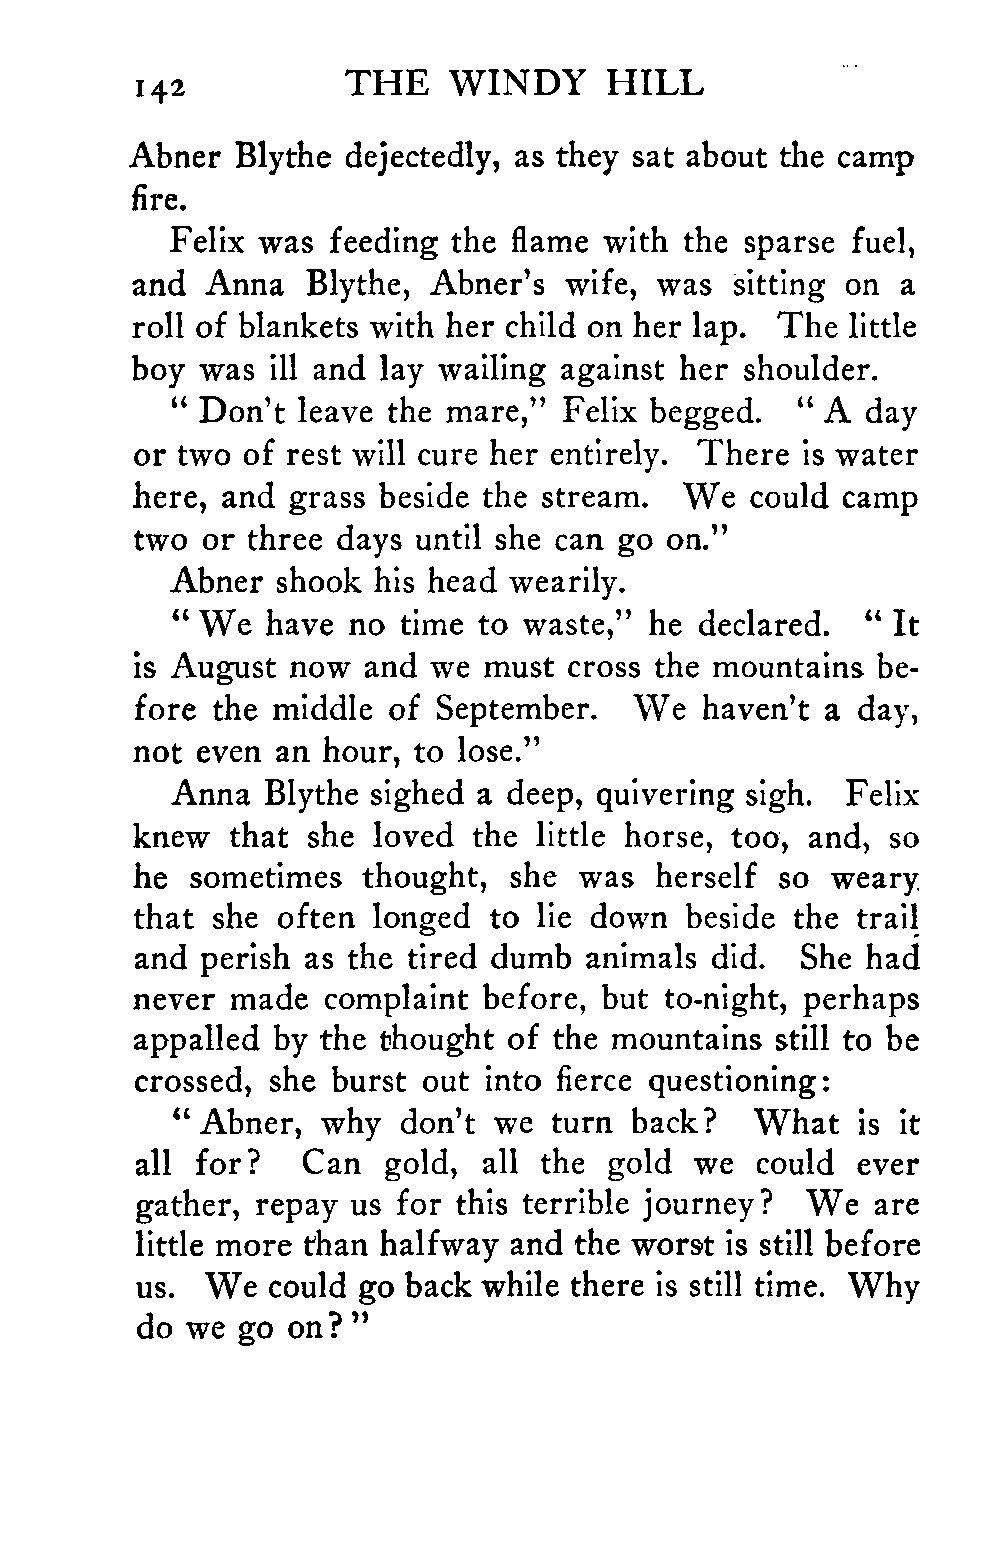 142 THE WINDY HILL
Abner Blythe dejectedly, as they sat about the camp
fire.
Felix was feeding the flame with the sparse fuel,
and Anna Blythe, Abner's wife, was sitting on a
roll of blankets with her child on her lap. The little
boy was ill and lay wailing against her shoulder.
" Don't leave the mare," Felix begged. " A day
or two of rest will cure her entirely. There is water
here, and grass beside the stream. We could camp
two or three days until she can go on."
Abner shook his head wearily.
" We have no time to waste," he declared. " It
is August now and we must cross the mountains be-
fore the middle of September. We haven't a day,
not even an hour, to lose."
Anna Blythe sighed a deep, quivering sigh. Felix
knew that she loved the little horse, too, and, so
he sometimes thought, she was herself so weary
that she often longed to lie down beside the trail
and perish as the tired dumb animals did. She had
never made complaint before, but to-night, perhaps
appalled by the thought of the mountains still to be
crossed, she burst out into fierce questioning:
" Abner, why don't we turn back? What is it
all for? Can gold, all the gold we could ever
gather, repay us for this terrible journey? We are
little more than halfway and the worst is still before
us. We could go back while there is still time. Why
do we go on? "